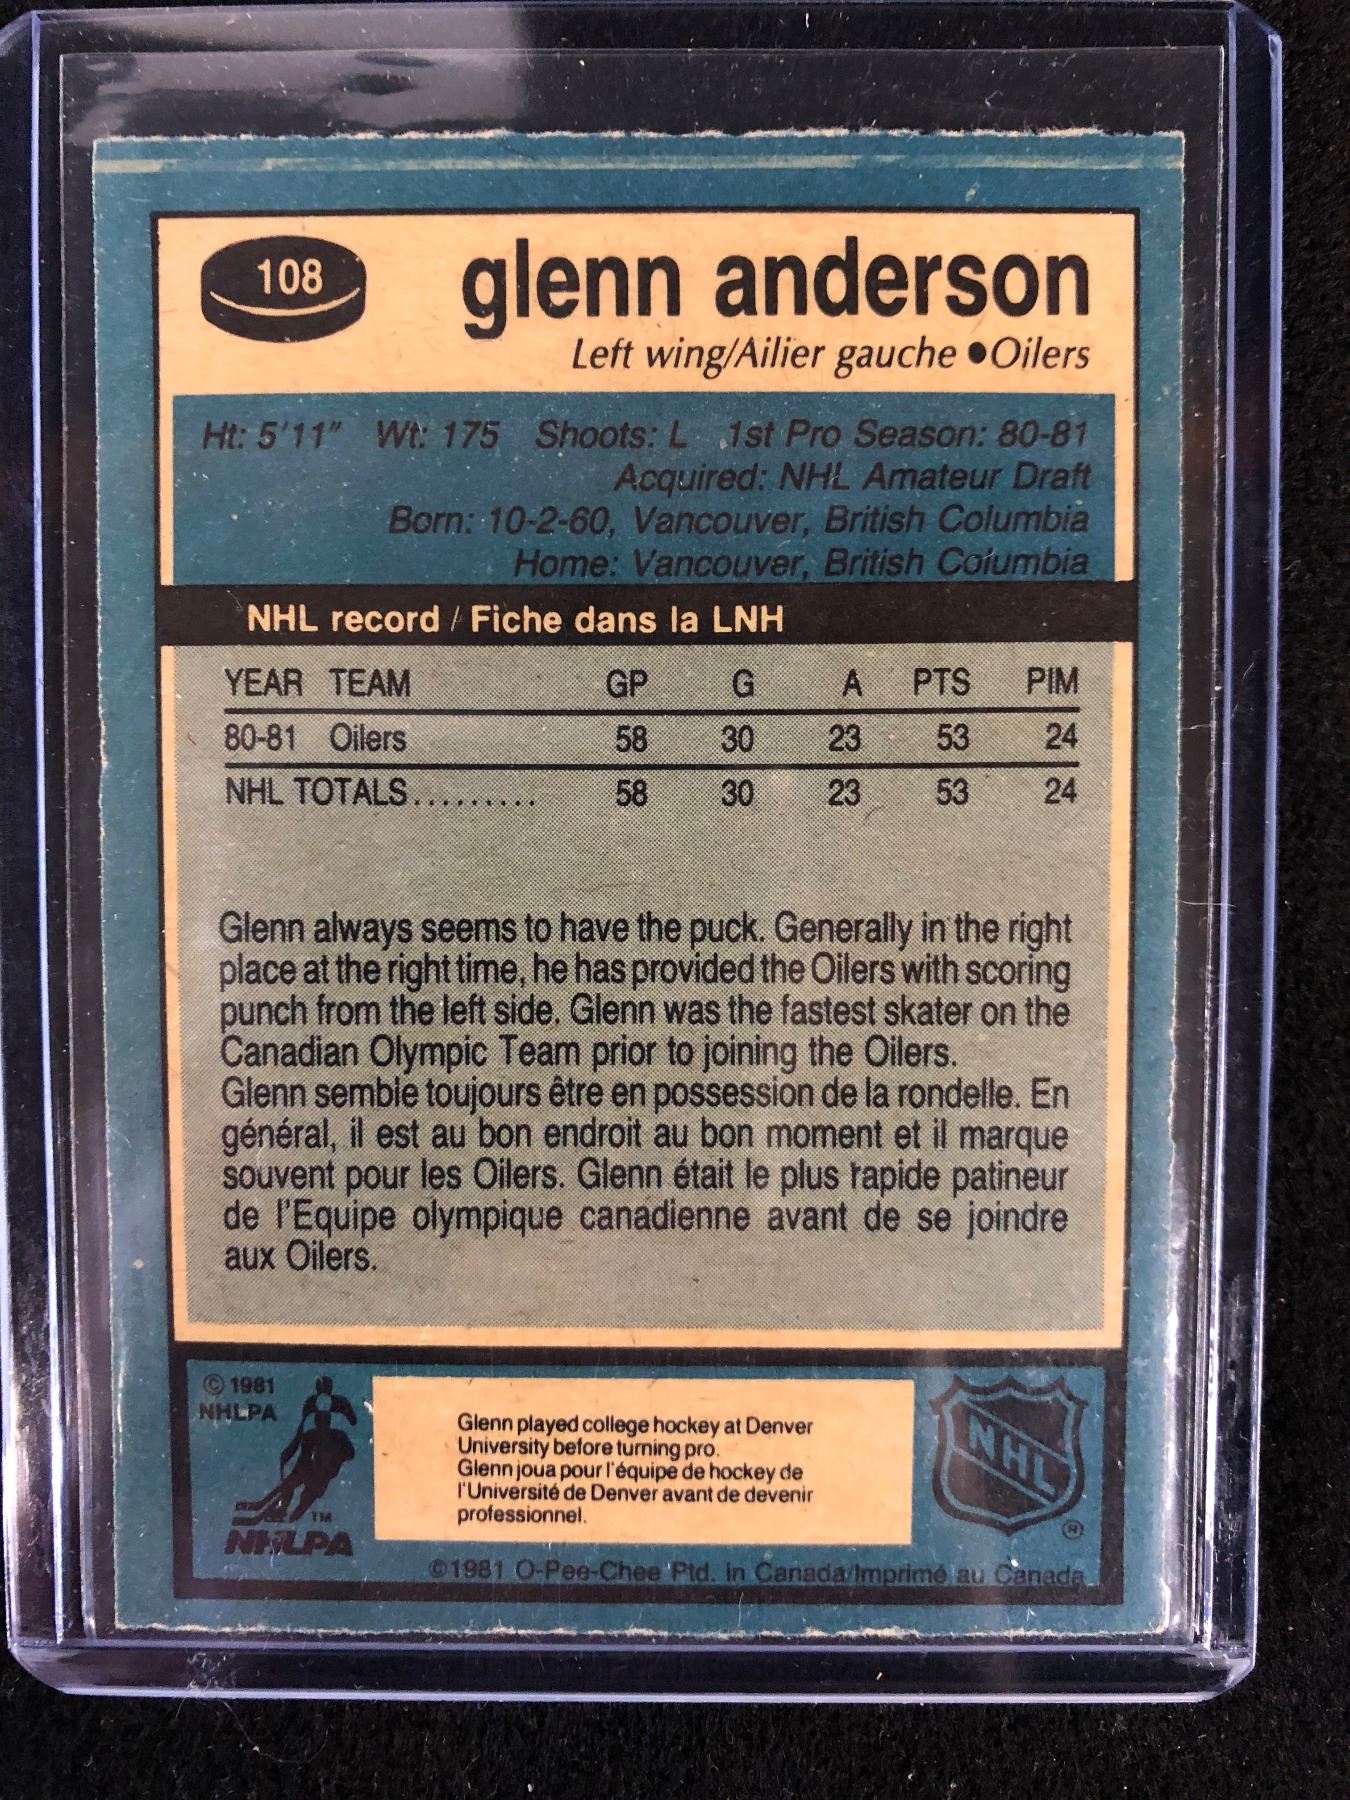 108
glenn anderson
Left wing/Ailier gauche ●Oilers
Ht: 5'11" Wt: 175 Shoots: L 1st Pro Season: 80-81
Acquired: NHL Amateur Draft
Born: 10-2-60, Vancouver, British Columbia
Home: Vancouver, British Columbia
NHL record / Fiche dans la LNH
YEAR TEAM GP G A PTS PIM
80-81 Oilers 58 30 23 53 24
NHL TOTALS......... 58 30 23 53 24
Glenn always seems to have the puck. Generally in the right
place at the right time, he has provided the Oilers with scoring
punch from the left side. Glenn was the fastest skater on the
Canadian Olympic Team prior to joining the Oilers.
Glenn semble toujours être en possession de la rondelle. En
général, il est au bon endroit au bon moment et il marque
souvent pour les Oilers. Glenn était le plus rapide patineur
de l'Equipe olympique canadienne avant de se joindre
aux Oilers.
© 1981
NHLPA
TM
NHLPA
Glenn played college hockey at Denver
University before turning pro.
Glenn joua pour l'équipe de hockey de
l'Université de Denver avant de devenir
professionnel.
NHL
®
©1981 O-Pee-Chee Ptd. in Canada/Imprimé au Canada